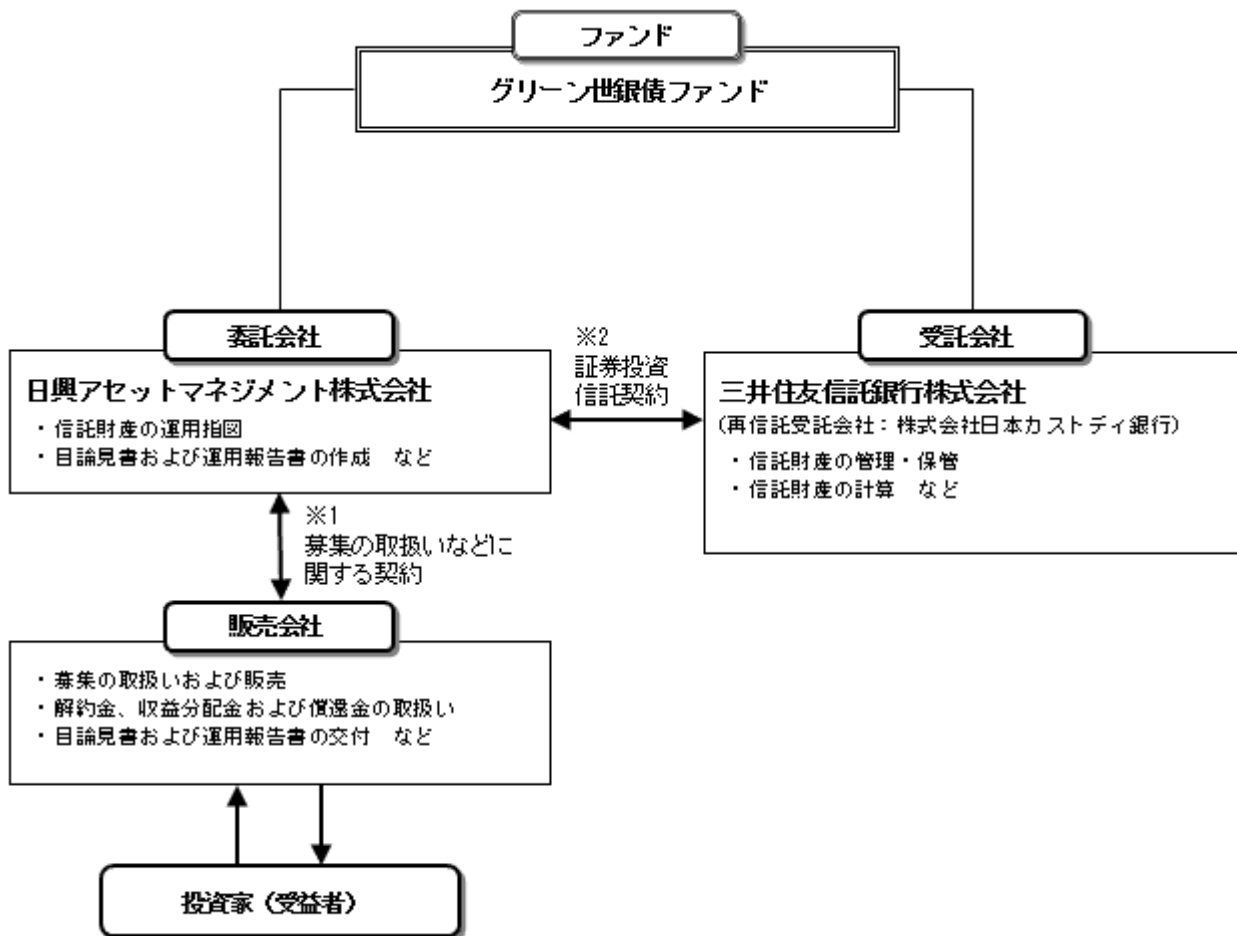 ファンド
グリーン世銀債ファンド
委託会社
日興アセットマネジメント株式会社
・信託財産の運用指図
・目論見書および運用報告書の作成　など
※2
証券投資
信託契約
受託会社
三井住友信託銀行株式会社
(再信託受託会社：株式会社日本カストディ銀行)
・信託財産の管理・保管
・信託財産の計算　など
※1
募集の取扱いなどに
関する契約
販売会社
・募集の取扱いおよび販売
・解約金、収益分配金および償還金の取扱い
・目論見書および運用報告書の交付　など
投資家（受益者）